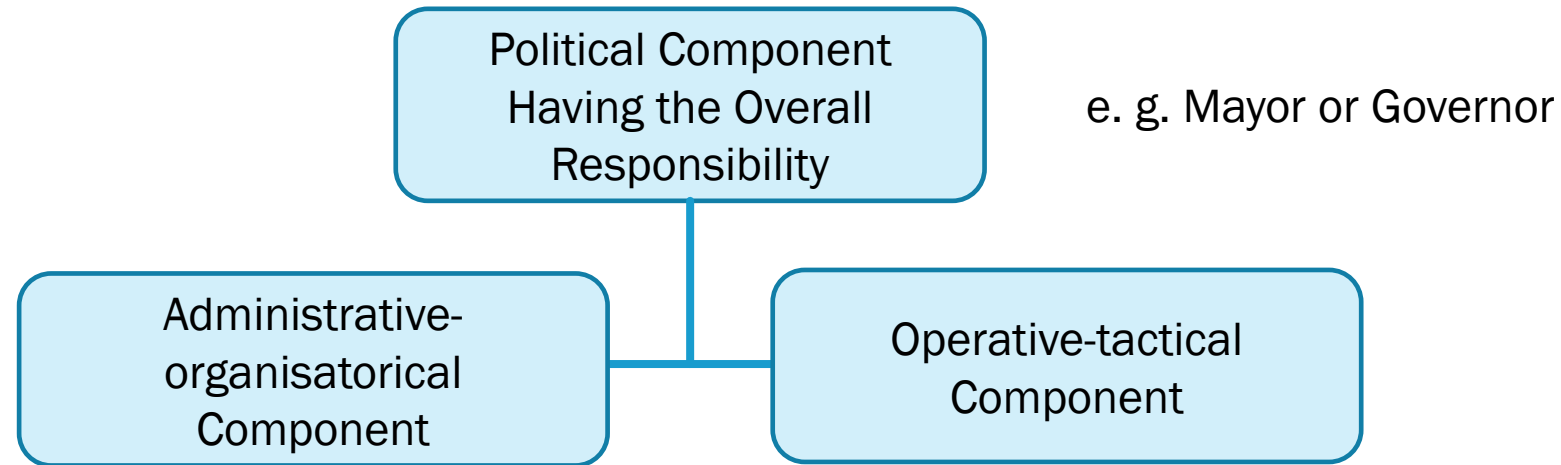 Political Component
Having the Overall
Responsibility
e. g. Mayor or Governor
Administrative-
organisatorical
Component
Operative-tactical
Component